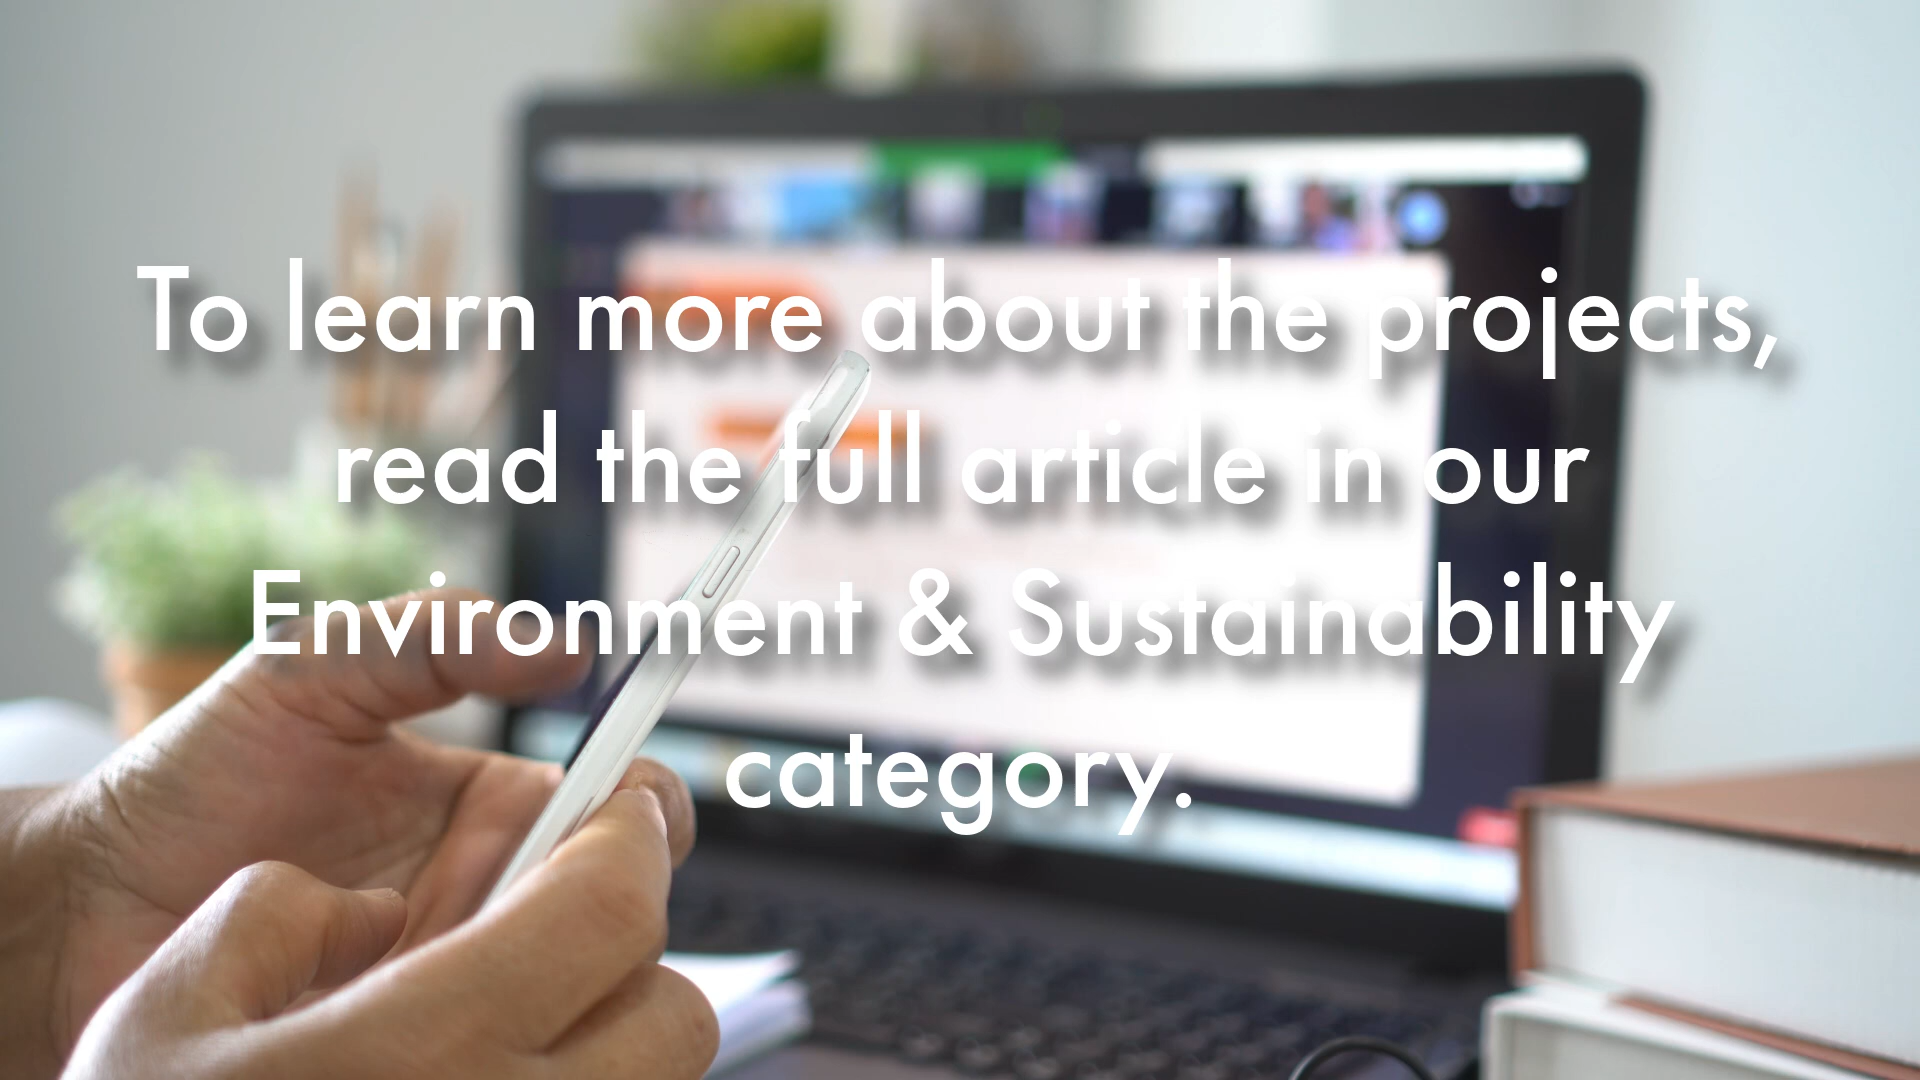 To learn more about the projects,
read the full article in our
Environment & Sustainability
category.